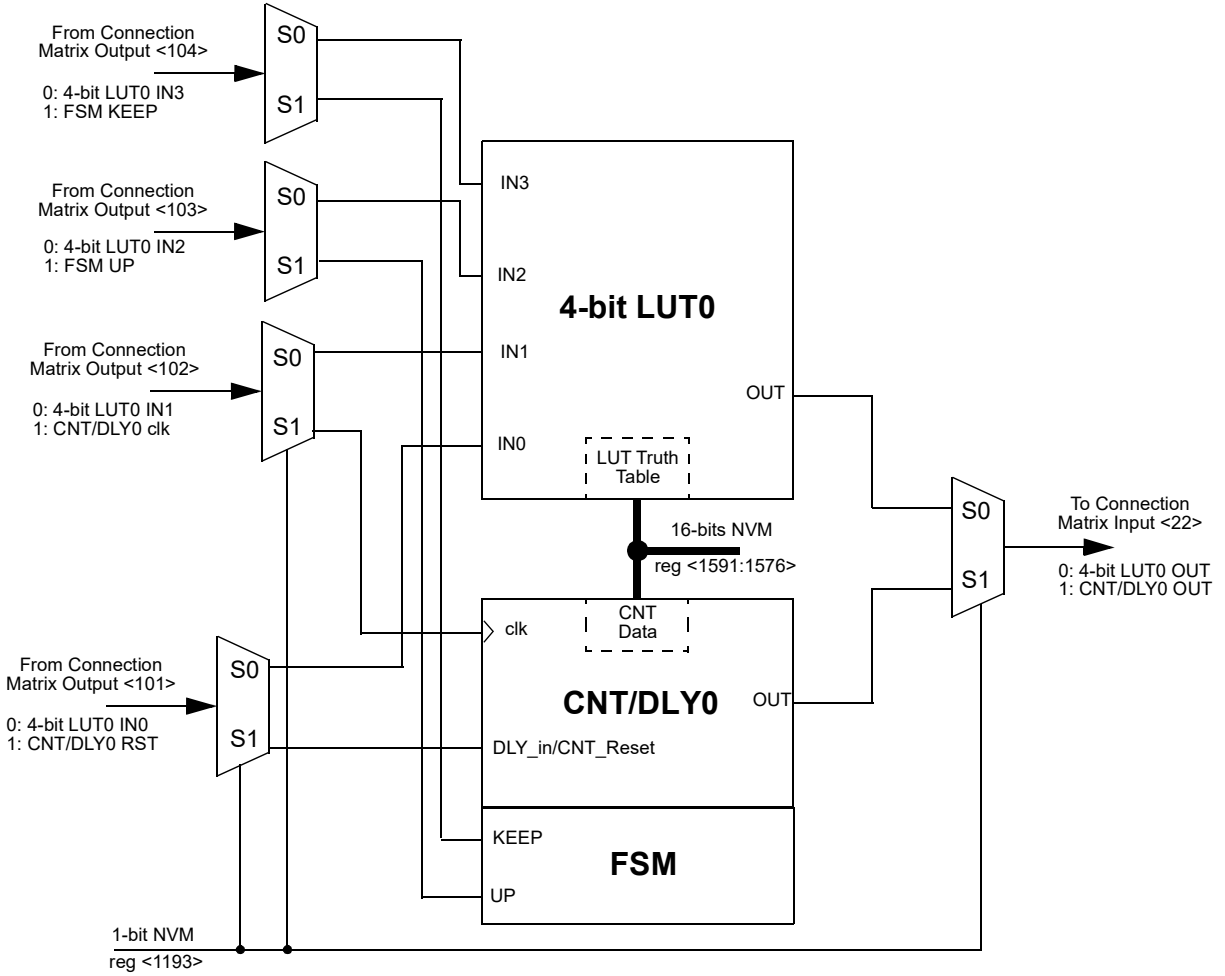 From Connection
Matrix Output <104>
0: 4-bit LUT0 IN3
1: FSM KEEP
S0
S1
From Connection
Matrix Output <103>
0: 4-bit LUT0 IN2
1: FSM UP
S0
S1
From Connection
Matrix Output <102>
0: 4-bit LUT0 IN1
1: CNT/DLY0 clk
S0
S1
From Connection
Matrix Output <101>
0: 4-bit LUT0 IN0
1: CNT/DLY0 RST
S0
S1
IN3
IN2
IN1
IN0
4-bit LUT0
OUT
LUT Truth
Table
16-bits NVM
reg <1591:1576>
CNT
Data
clk
CNT/DLY0
OUT
DLY_in/CNT_Reset
KEEP
FSM
UP
S0
S1
To Connection
Matrix Input <22>
0: 4-bit LUT0 OUT
1: CNT/DLY0 OUT
1-bit NVM
reg <1193>